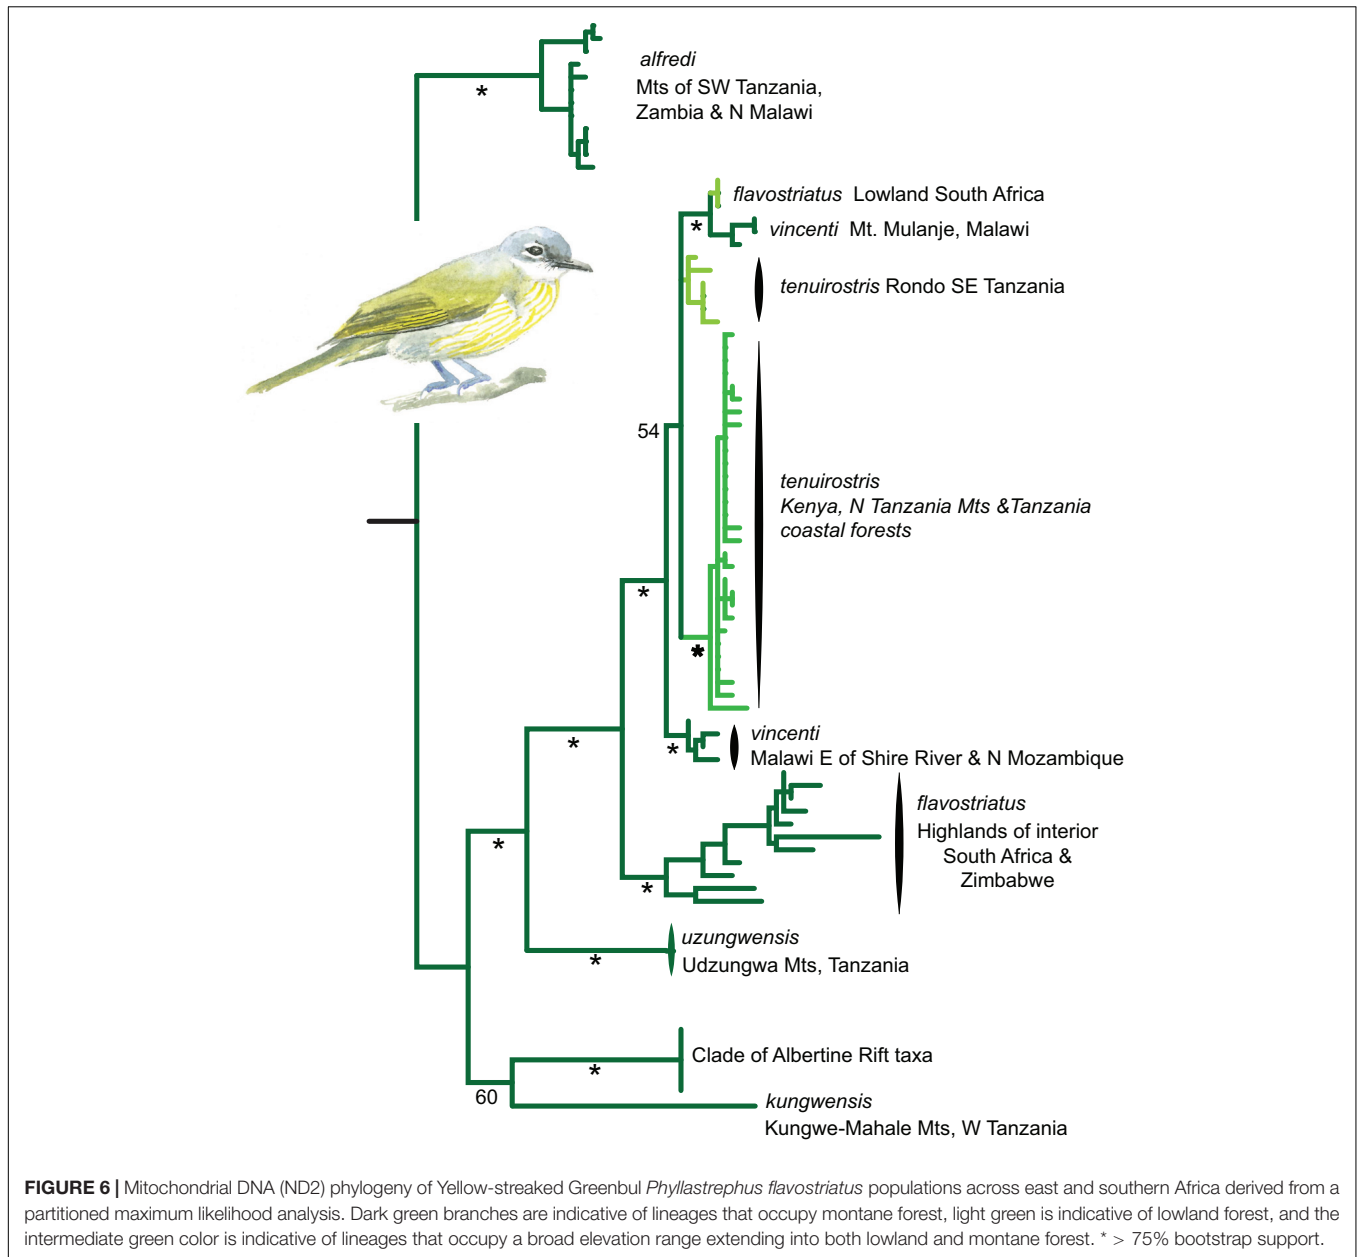 alfredi
Mts of SW Tanzania,
Zambia & N Malawi
*
flavostriatus Lowland South Africa
*
vincenti Mt. Mulanje, Malawi
tenuirostris Rondo SE Tanzania
54
tenuirostris
Kenya, N Tanzania Mts &Tanzania
coastal forests
*
*
vincenti
*
*
Malawi E of Shire River & N Mozambique
flavostriatus
Highlands of interior
South Africa &
Zimbabwe
*
*
uzungwensis
*
Udzungwa Mts, Tanzania
Clade of Albertine Rift taxa
*
60
kungwensis
Kungwe-Mahale Mts, W Tanzania
FIGURE 6 | Mitochondrial DNA (ND2) phylogeny of Yellow-streaked Greenbul Phyllastrephus flavostriatus populations across east and southern Africa derived from a
partitioned maximum likelihood analysis. Dark green branches are indicative of lineages that occupy montane forest, light green is indicative of lowland forest, and the
intermediate green color is indicative of lineages that occupy a broad elevation range extending into both lowland and montane forest. * > 75% bootstrap support.